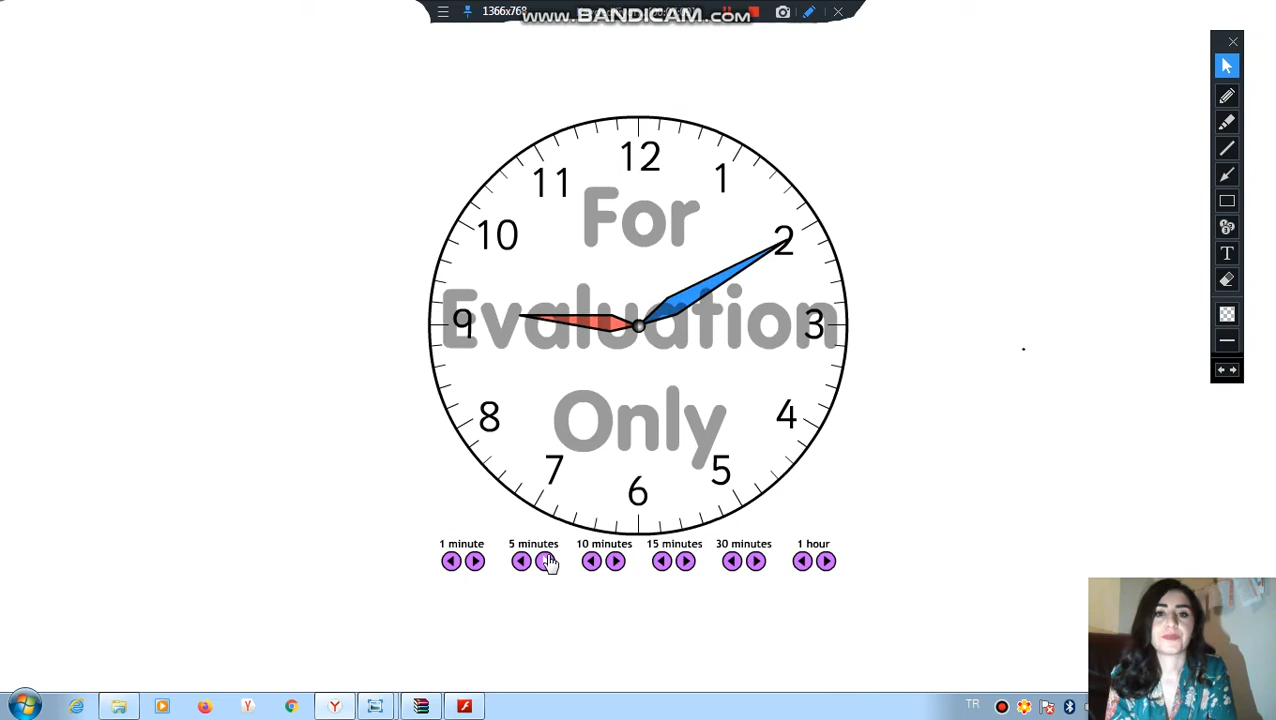 1366x768
WWW.BANDICAM.COM
12
11
1
10
2
9
3
8
4
7
5
6
For
Evaluation
Only
1 minute
5 minutes
10 minutes
15 minutes
30 minutes
1 hour
T
TR